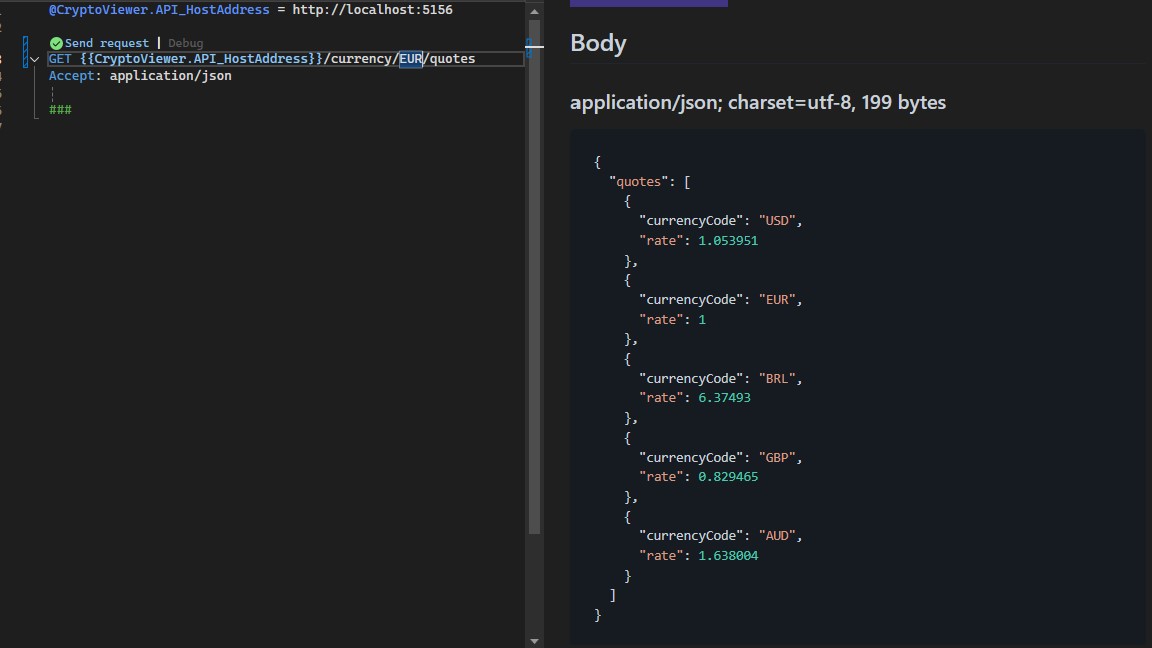 @CryptoViewer.API_HostAddress = http://localhost:5156
Send request | Debug
GET {{CryptoViewer.API_HostAddress}}/currency/EUR/quotes
Accept: application/json
###
Body
application/json; charset=utf-8, 199 bytes
{
"quotes": [
{
"currencyCode": "USD",
"rate": 1.053951
},
{
"currencyCode": "EUR",
"rate": 1
},
{
"currencyCode": "BRL",
"rate": 6.37493
},
{
"currencyCode": "GBP",
"rate": 0.829465
},
{
"currencyCode": "AUD",
"rate": 1.638004
}
]
}